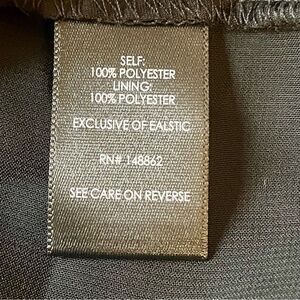 SELF:
100% POLYESTER
LINING:
100% POLYESTER
EXCLUSIVE OF EALSTIC
RN# 148862
SEE CARE ON REVERSE